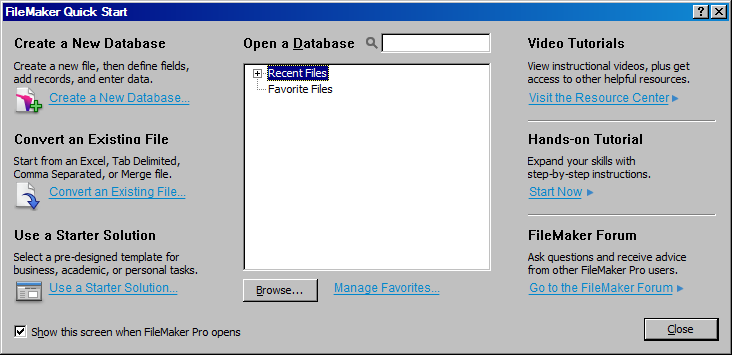 FileMaker Quick Start
Create a New Database
Create a new file, then define fields,
add records, and enter data.
Create a New Database...
Convert an Existing File
Start from an Excel, Tab Delimited,
Comma Separated, or Merge file.
Convert an Existing File...
Use a Starter Solution
Select a pre-designed template for
business, academic, or personal tasks.
Use a Starter Solution...
Show this screen when FileMaker Pro opens
Open a Database
Recent Files
Favorite Files
Browse...
Manage Favorites...
Video Tutorials
View instructional videos, plus get
access to other helpful resources.
Visit the Resource Center
Hands-on Tutorial
Expand your skills with
step-by-step instructions.
Start Now
FileMaker Forum
Ask questions and receive advice
from other FileMaker Pro users.
Go to the FileMaker Forum
Close